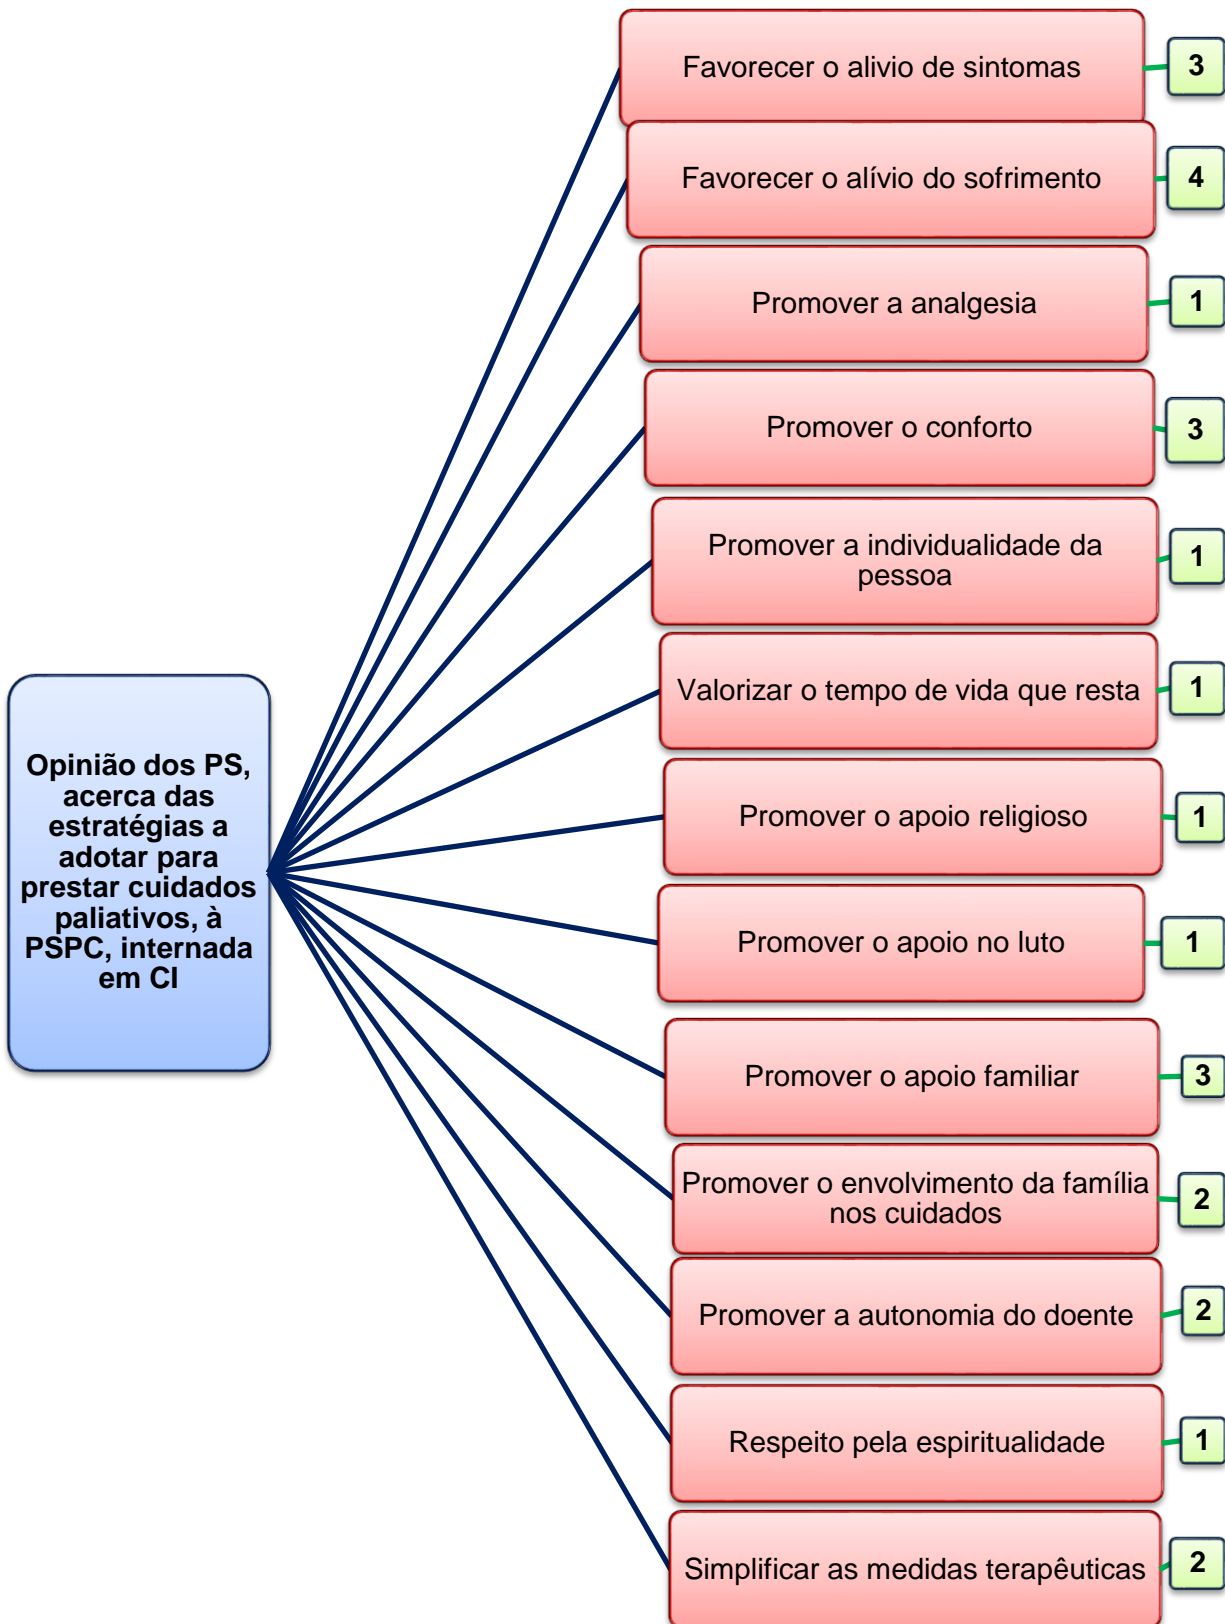 Favorecer o alivio de sintomas
3
Favorecer o alívio do sofrimento
4
Promover a analgesia
1
Promover o conforto
3
Promover a individualidade da
pessoa
1
Valorizar o tempo de vida que resta
1
Opinião dos PS,
acerca das
estratégias a
adotar para
prestar cuidados
paliativos, à
PSPC, internada
em CI
Promover o apoio religioso
1
Promover o apoio no luto
1
Promover o apoio familiar
3
Promover o envolvimento da família
nos cuidados
2
Promover a autonomia do doente
2
Respeito pela espiritualidade
1
Simplificar as medidas terapêuticas
2